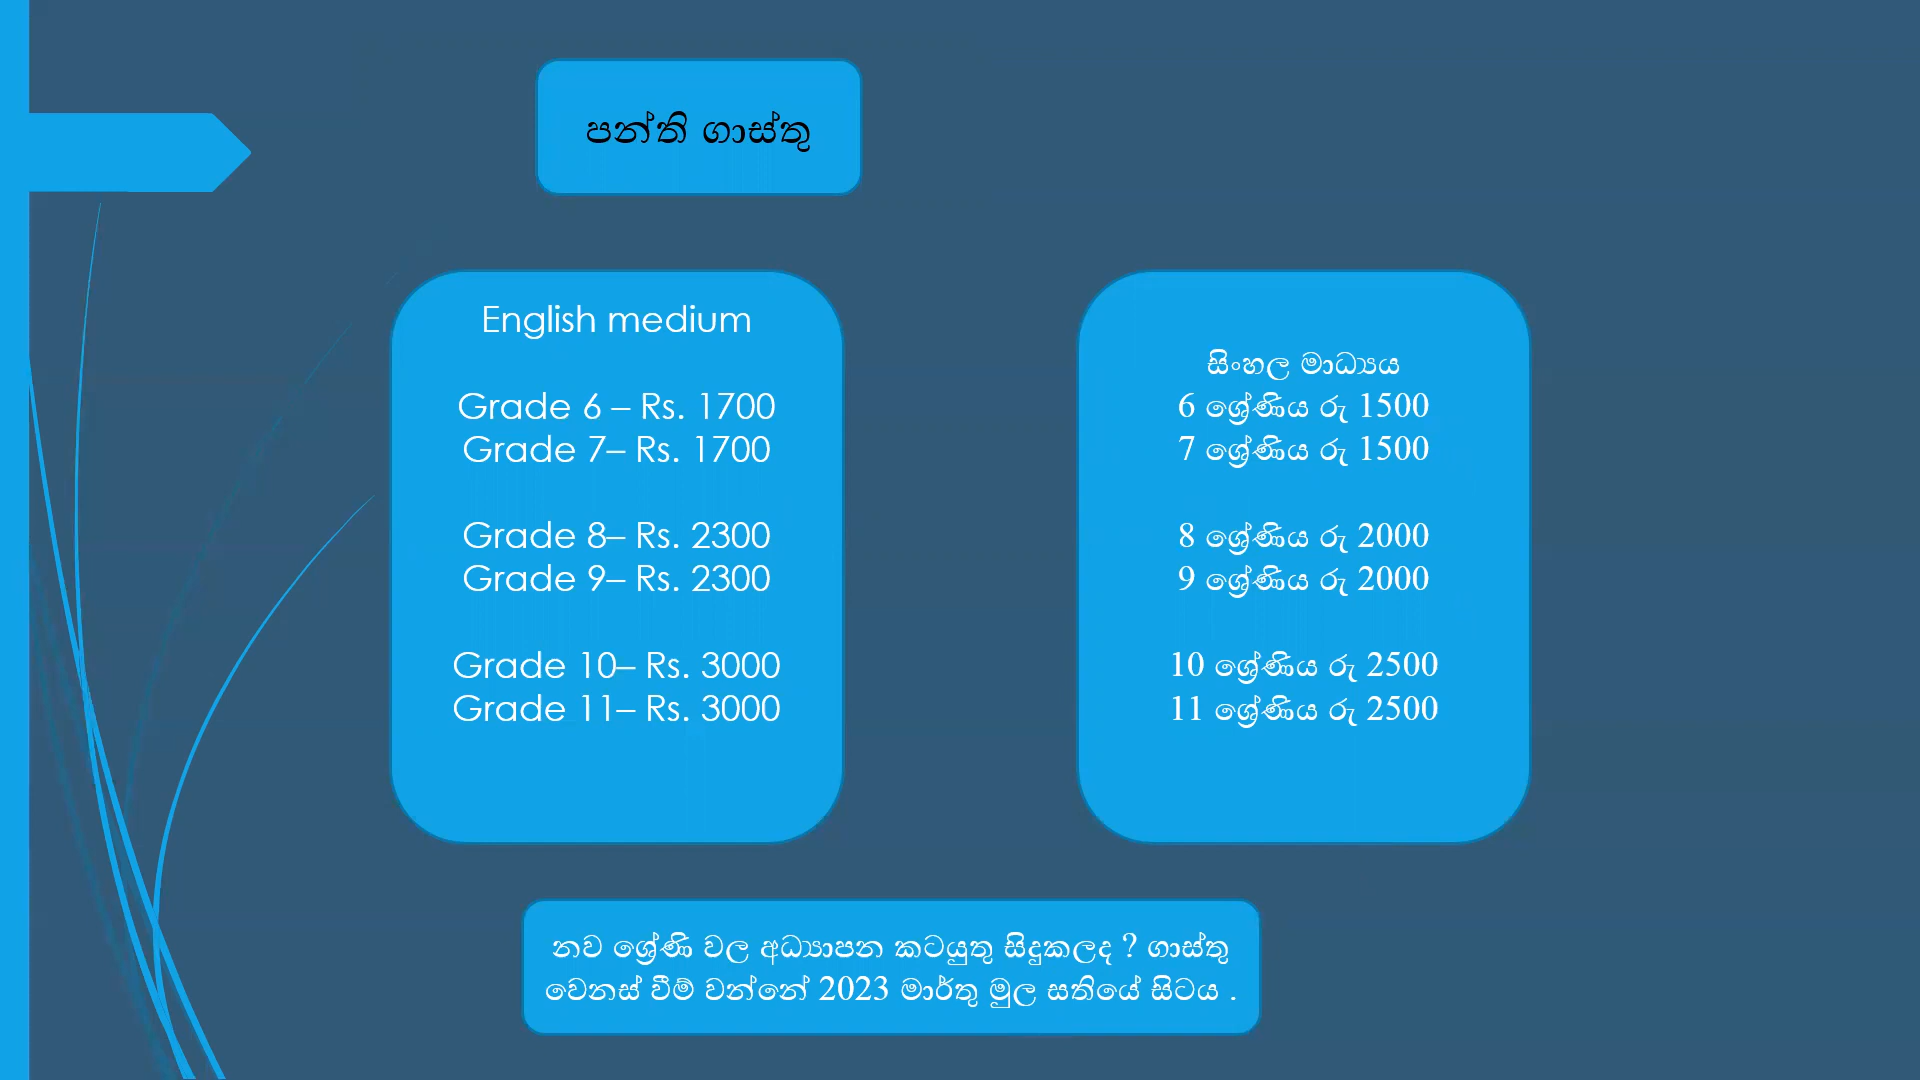 පන්ති ගාස්තු
English medium
Grade 6 – Rs. 1700
Grade 7– Rs. 1700
Grade 8– Rs. 2300
Grade 9– Rs. 2300
Grade 10– Rs. 3000
Grade 11– Rs. 3000
සිංහල මාධ්‍යය
6 ශ්‍රේණිය රු 1500
7 ශ්‍රේණිය රු 1500
8 ශ්‍රේණිය රු 2000
9 ශ්‍රේණිය රු 2000
10 ශ්‍රේණිය රු 2500
11 ශ්‍රේණිය රු 2500
නව ශ්‍රේණි වල අධ්‍යාපන කටයුතු සිදුකලද ? ගාස්තු
වෙනස් වීම් වන්නේ 2023 මාර්තු මුල සතියේ සිටය .